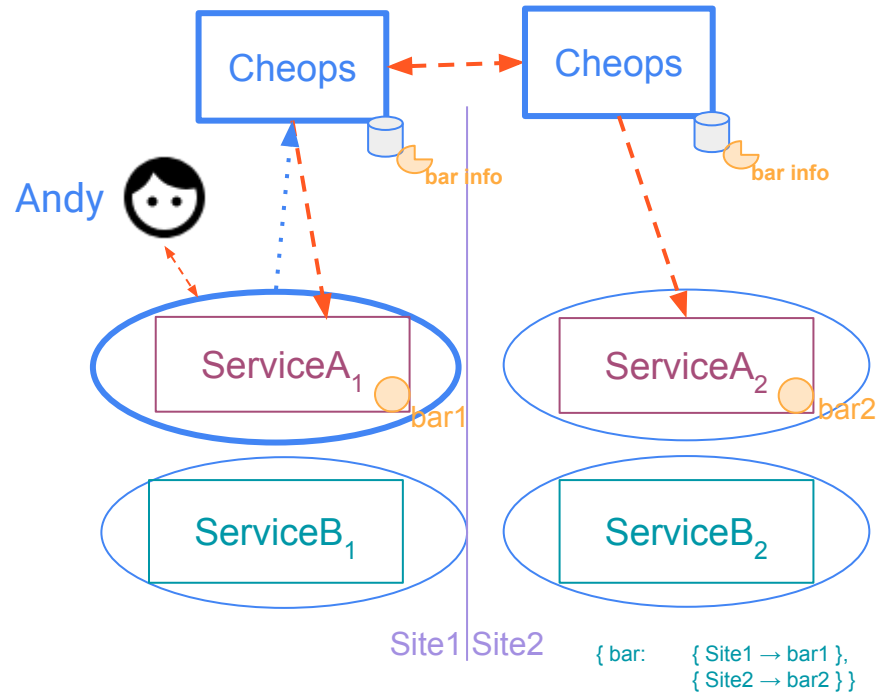 Cheops
Cheops
bar info
bar info
Andy
ServiceA₁
ServiceA₂
bar1
bar2
ServiceB₁
ServiceB₂
Site1
Site2
{ bar: { Site1 → bar1 },
{ Site2 → bar2 } }